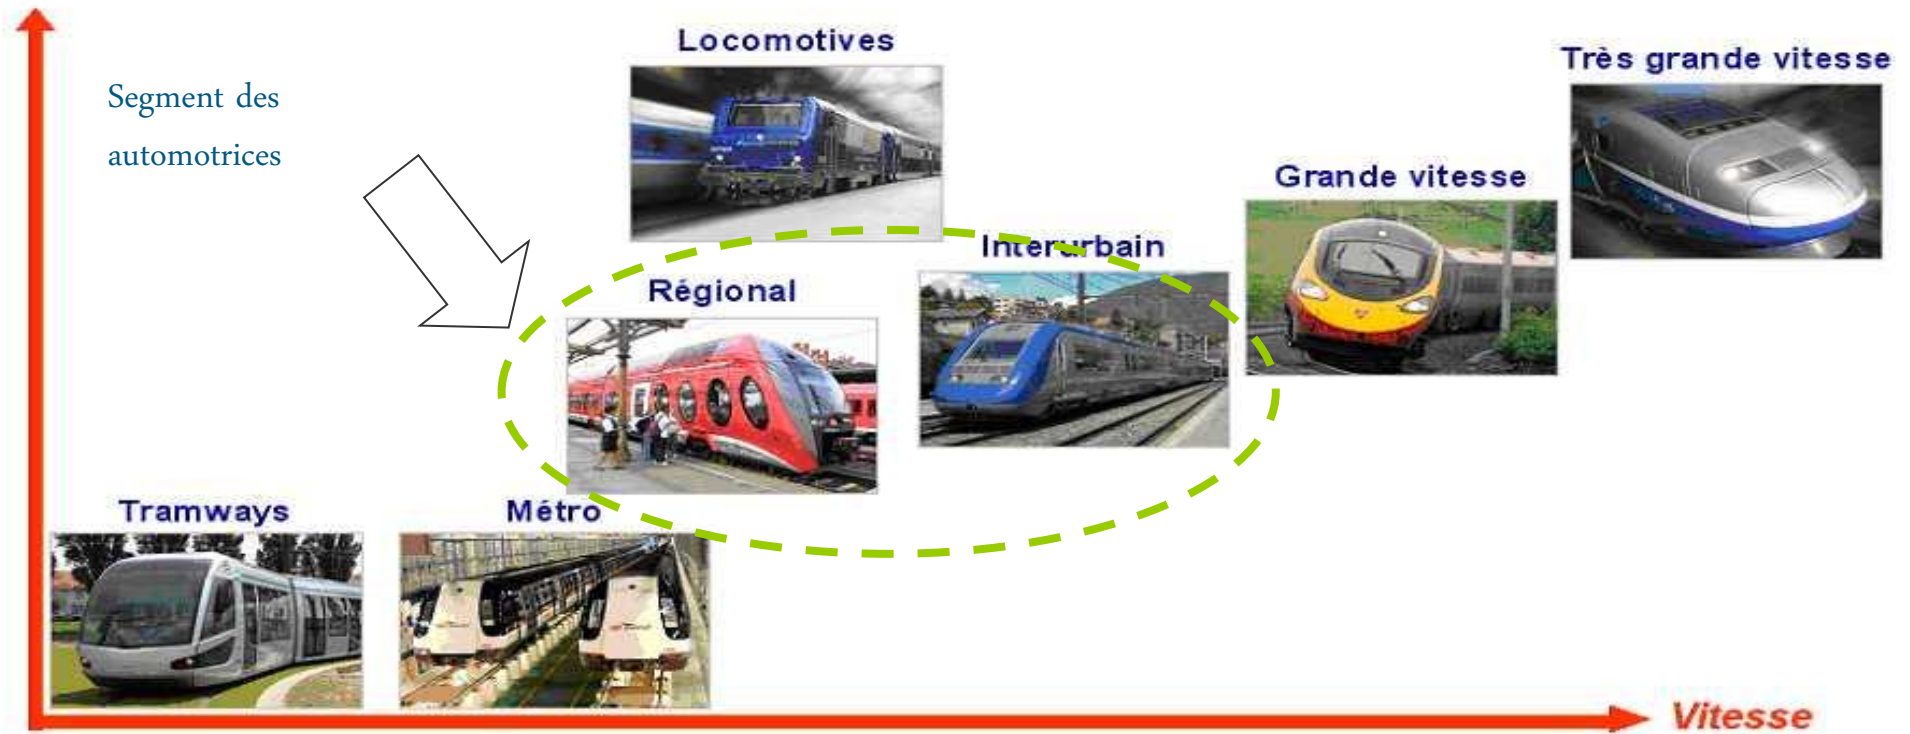 Locomotives
Très grande vitesse
Segment des
automotrices
Grande vitesse
Interurbain
Régional
Tramways
Métro
Vitesse